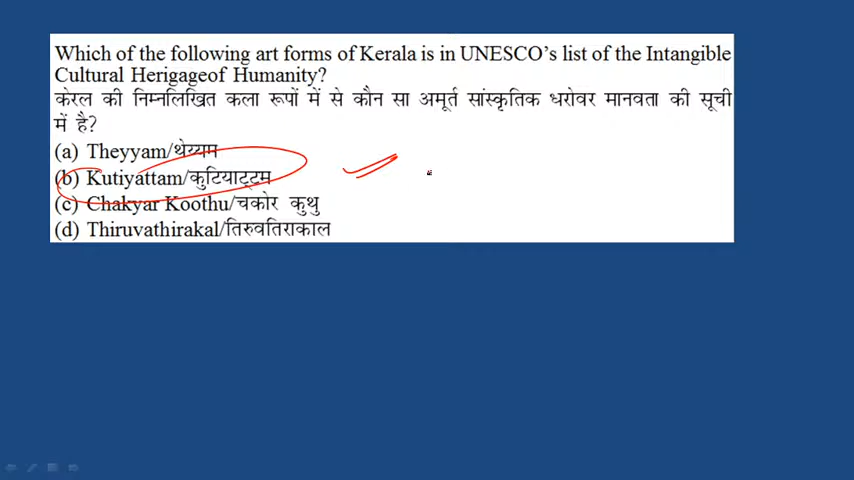 Which of the following art forms of Kerala is in UNESCO's list of the Intangible
Cultural Herigageof Humanity?
केरल की निम्नलिखित कला रूपों में से कौन सा अमूर्त सांस्कृतिक धरोवर मानवता की सूची
में है?
(a) Theyyam/थेय्यम
(b) Kutiyattam/कुटियाट्टम
(c) Chakyar Koothu/चकोर कुथु
(d) Thiruvathirakal/तिरुवतिराकाल